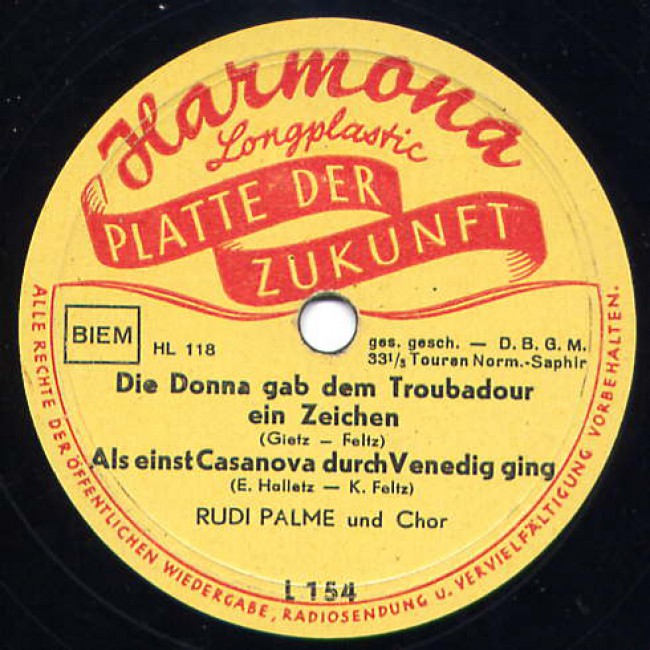 Harmona
Longplastic
PLATTE DER
ZUKUNFT
BIEM
HL 118
ges. gesch. — D. B. G. M.
33 1/3 Touren Norm.-Saphir
Die Donna gab dem Troubadour
ein Zeichen
(Gietz — Feltz)
Als einst Casanova durch Venedig ging
(E. Halletz — K. Feltz)
RUDI PALME und Chor
L 154
ALLE RECHTE DER ÖFFENTLICHEN WIEDERGABE, RADIOSENDUNG U. VERVIELFÄLTIGUNG VORBEHALTEN.